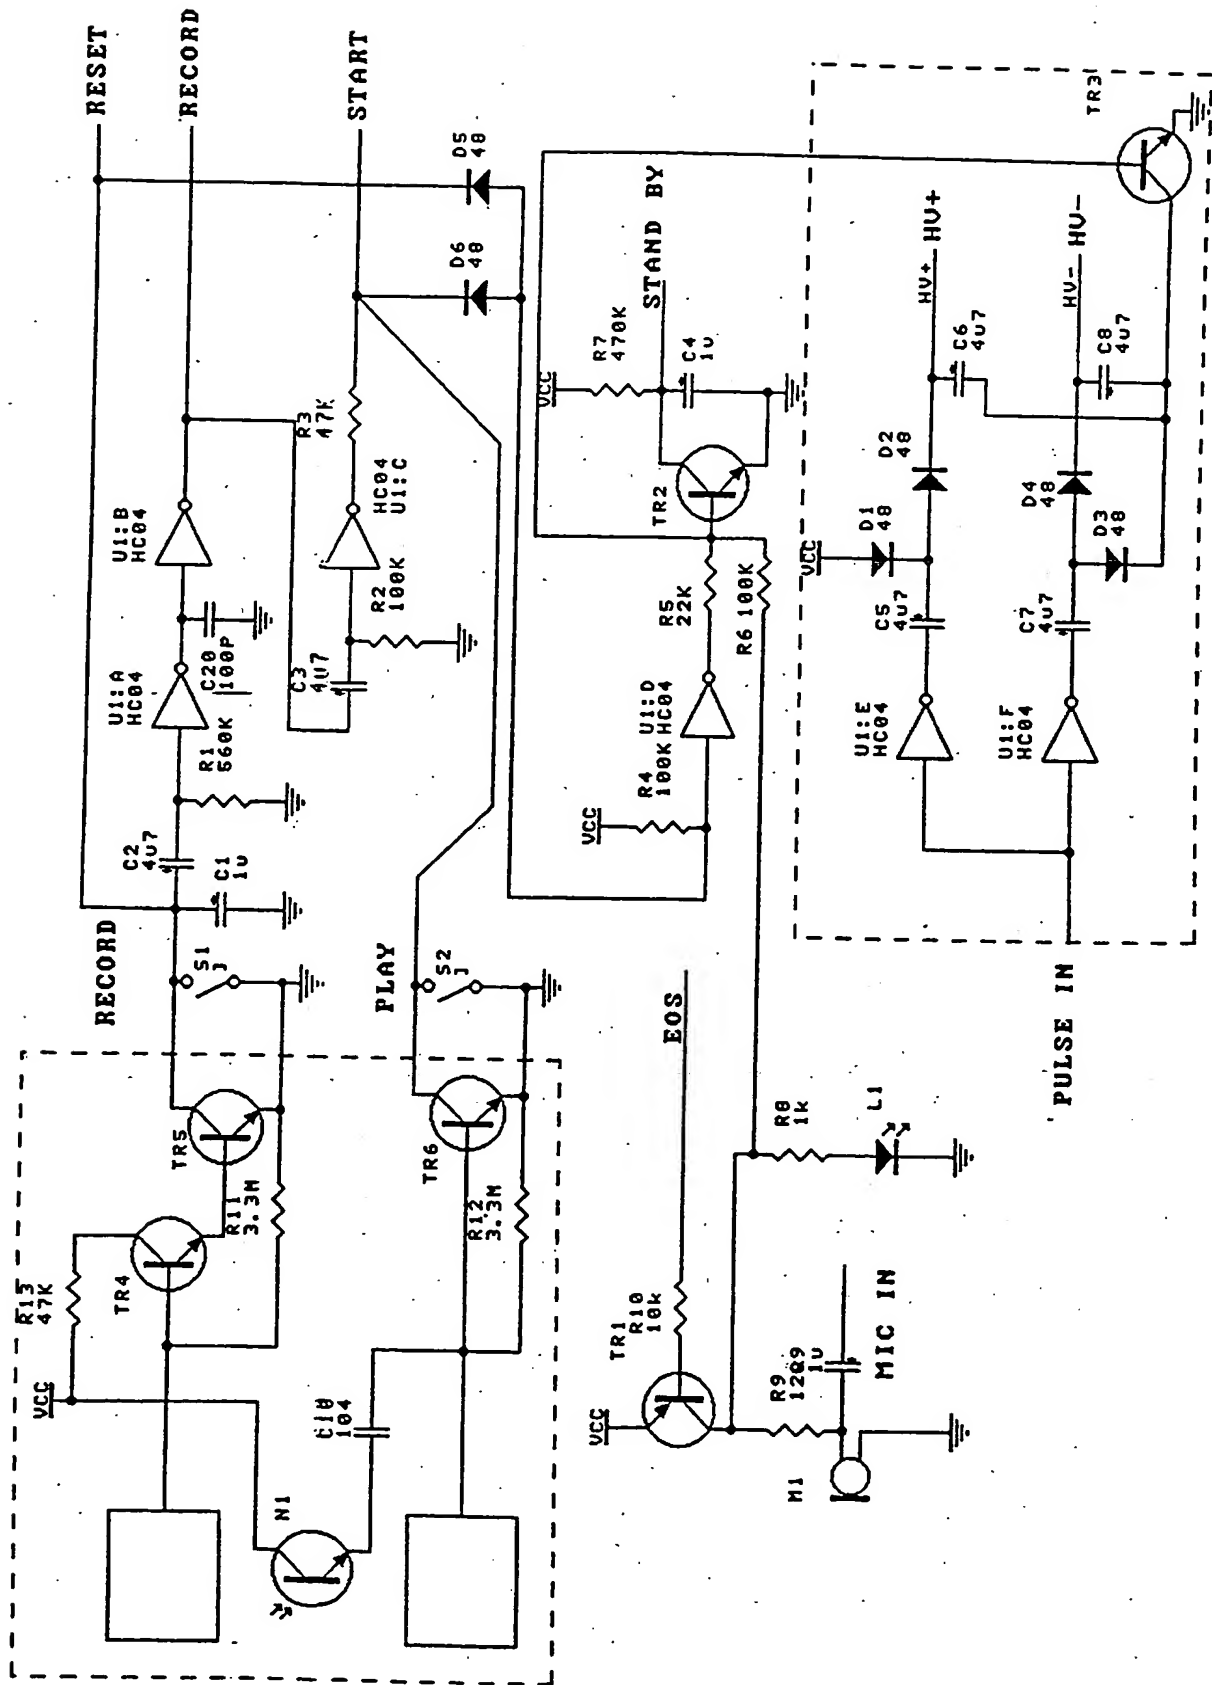 RESET
RECORD
START
U1:B
HC04
U1:A
HC04
C20
100P
R1
560K
C2
4U7
C1
1U
RECORD
S1
R3
47K
HC04
U1:C
R2
100K
C3
4U7
D5
48
D6
48
PLAY
S2
TR5
R11
3.3M
TR4
R13
47K
VCC
TR6
R12
3.3M
C10
104
N1
STAND BY
R7
470K
VCC
C4
1U
TR2
R5
22K
R6 100K
U1:D
HC04
R4
100K
VCC
EOS
R8
1k
L1
TR1
R10
10k
VCC
R9
1U
MIC IN
M1
TR3
HV+
HV+
HV-
HV-
C6
4U7
C8
4U7
D2
48
D4
48
D1
48
VCC
D3
48
C5
4U7
C7
4U7
U1:E
HC04
U1:F
HC04
PULSE IN